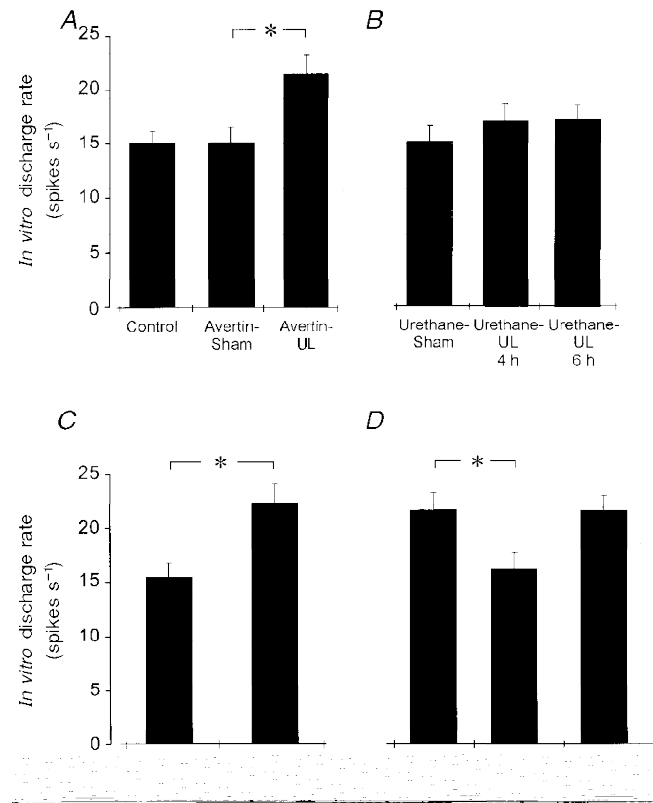 A
B
*
25
20
15
10
5
0
In vitro discharge rate
(spikes s⁻¹)
Control
Avertin-
Sham
Avertin-
UL
Urethane-
Sham
Urethane-
UL
4 h
Urethane-
UL
6 h
C
D
*
*
25
20
15
10
5
0
In vitro discharge rate
(spikes s⁻¹)